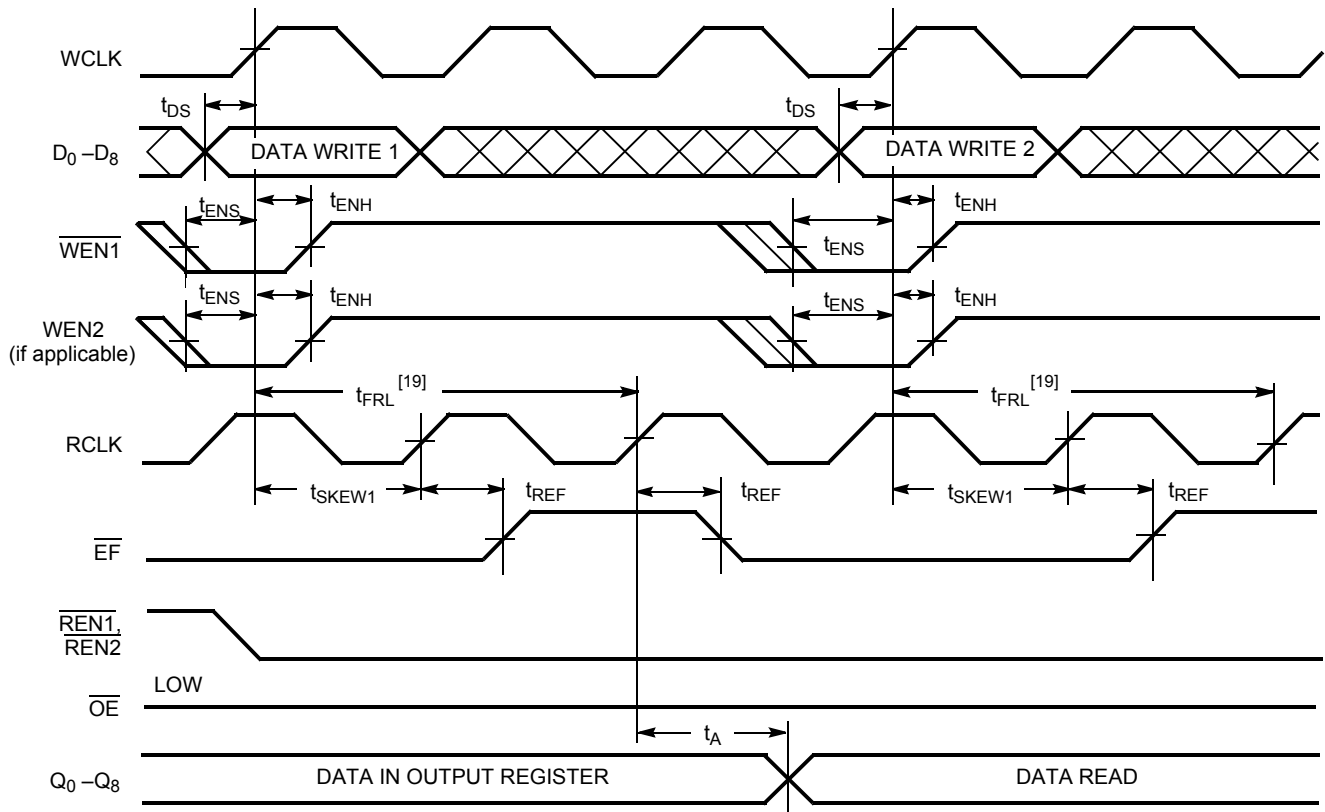 WCLK
tDS
tDS
D0 –D8
DATA WRITE 1
DATA WRITE 2
tENS
tENH
tENH
WEN1
tENS
tENS
tENH
tENS
tENH
WEN2
(if applicable)
tFRL [19]
tFRL [19]
RCLK
tSKEW1
tREF
tREF
tSKEW1
tREF
EF
REN1,
REN2
LOW
OE
tA
Q0 –Q8
DATA IN OUTPUT REGISTER
DATA READ